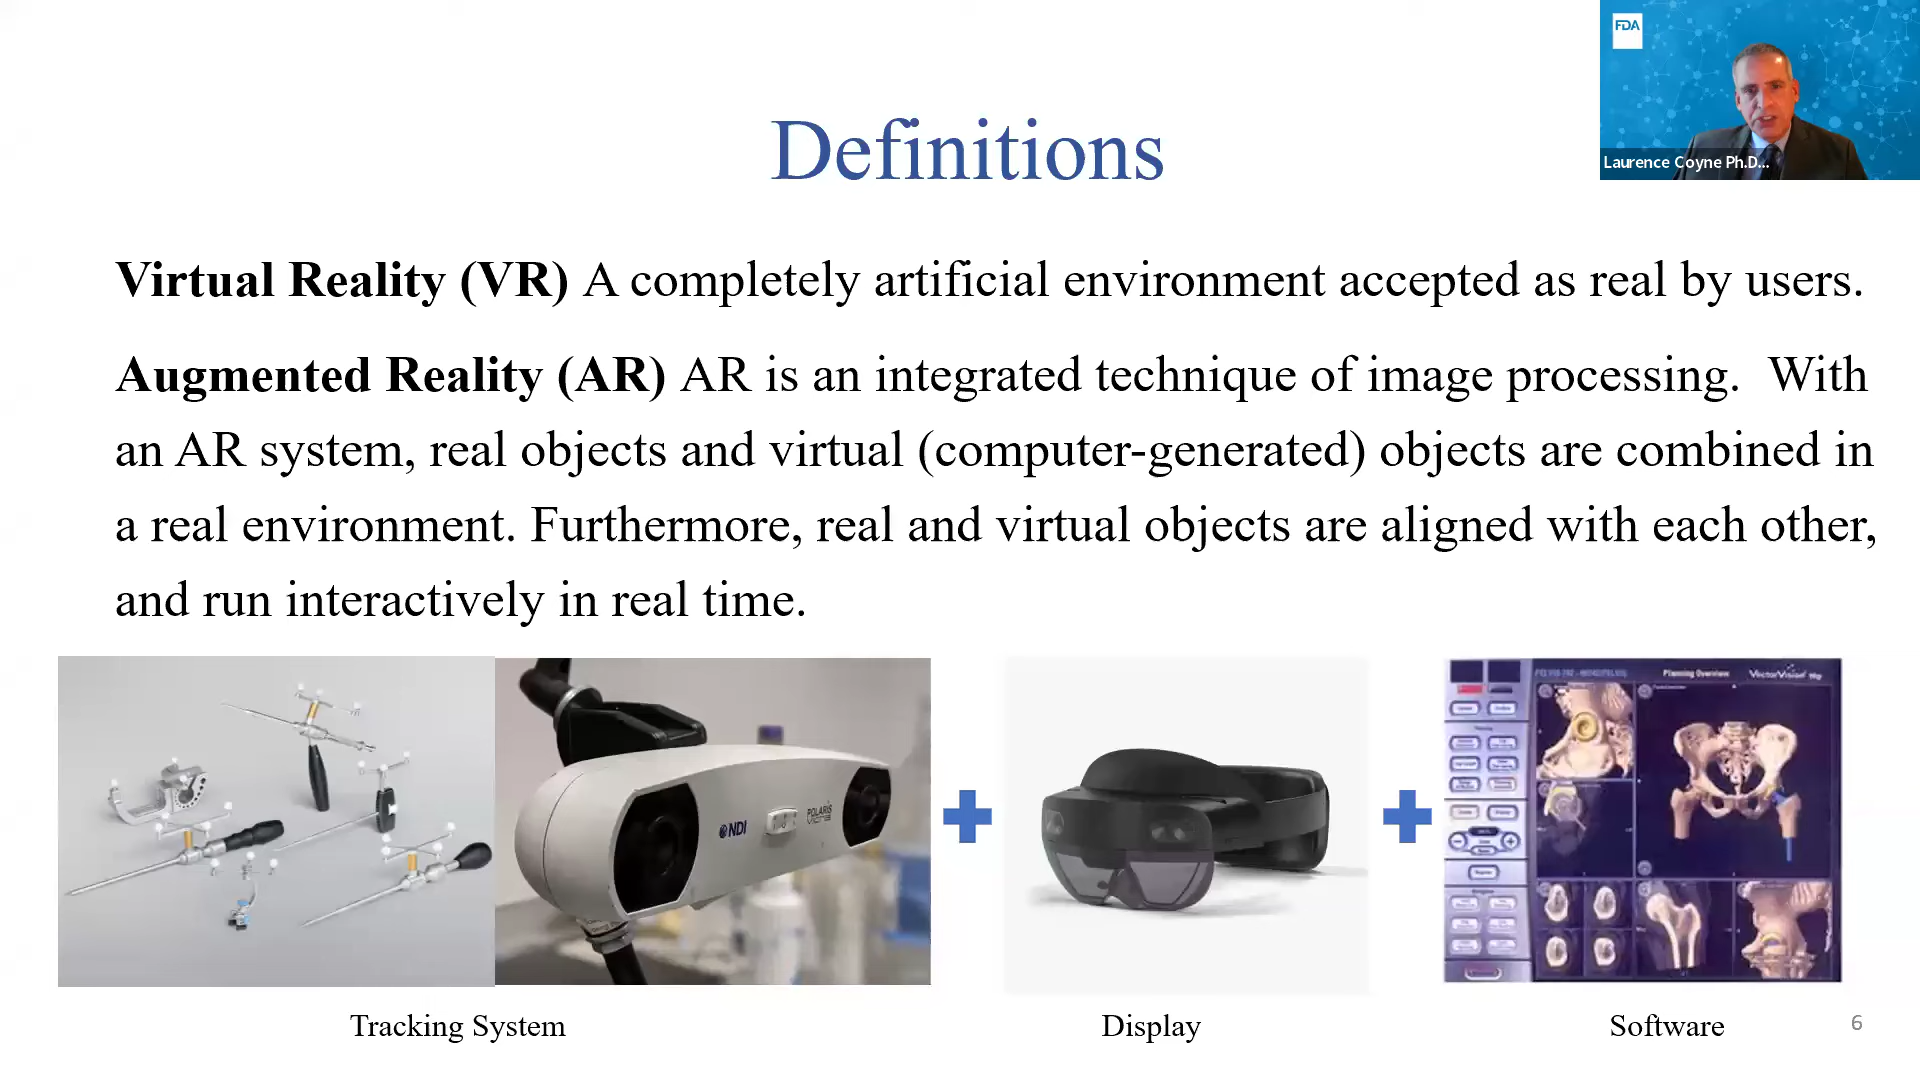 FDA
Laurence Coyne Ph.D...
Definitions
Virtual Reality (VR) A completely artificial environment accepted as real by users.
Augmented Reality (AR) AR is an integrated technique of image processing.  With
an AR system, real objects and virtual (computer-generated) objects are combined in
a real environment. Furthermore, real and virtual objects are aligned with each other,
and run interactively in real time.
NDI
POLARIS
Planning Overview
VectorVision
Tracking System
Display
Software
6